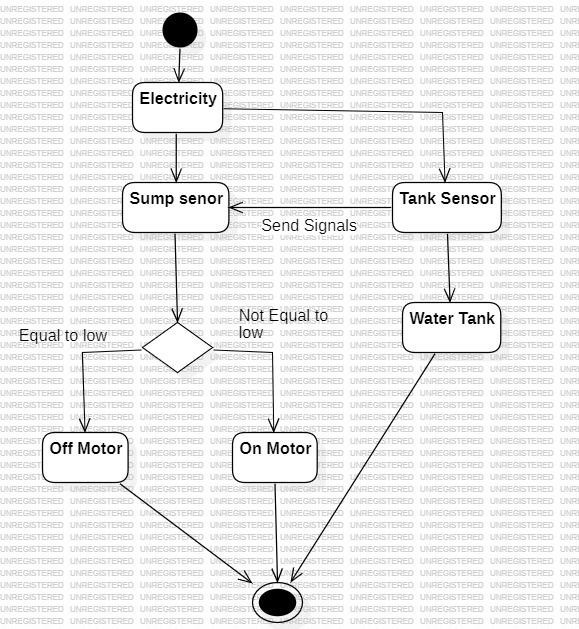 Electricity
Sump senor
Tank Sensor
Send Signals
Water Tank
Equal to low
Not Equal to
low
Off Motor
On Motor
UNREGISTERED